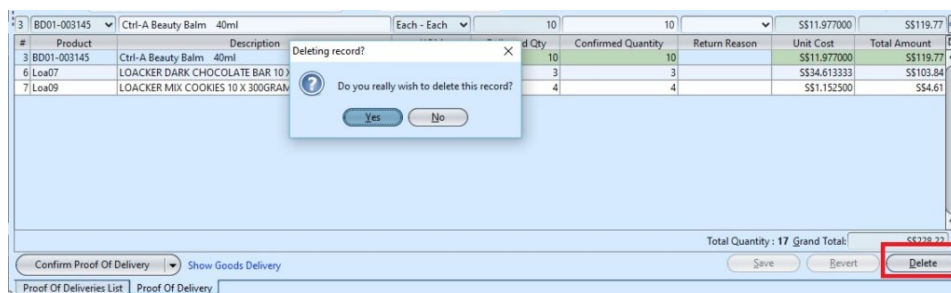 3 BD01-003145 Ctrl-A Beauty Balm 40ml Each - Each 10 10 S$11.977000 S$119.77
# Product Description Qty Confirmed Quantity Return Reason Unit Cost Total Amount
3 BD01-003145 Ctrl-A Beauty Balm 40ml 10 10 S$11.977000 S$119.77
6 Loa07 LOACKER DARK CHOCOLATE BAR 10 3 3 S$34.613333 S$103.84
7 Loa09 LOACKER MIX COOKIES 10 X 300GRAM 4 4 S$1.152500 S$4.61
Deleting record?
Do you really wish to delete this record?
Yes No
Total Quantity : 17 Grand Total: S$228.22
Confirm Proof Of Delivery Show Goods Delivery Save Revert Delete
Proof Of Deliveries List Proof Of Delivery